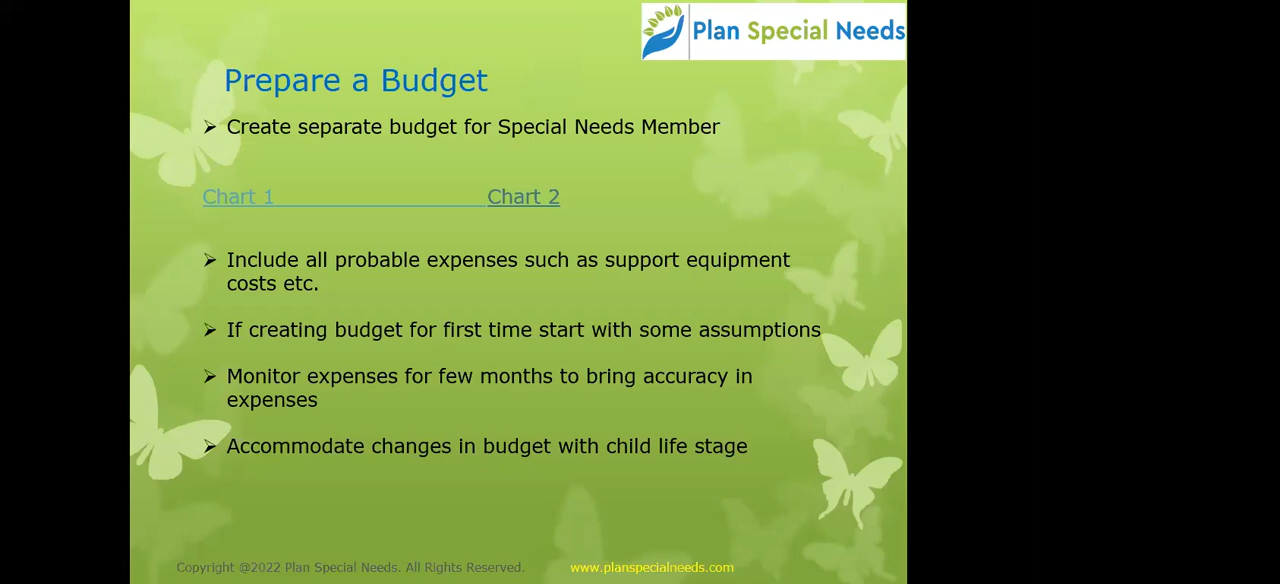 Plan Special Needs
Prepare a Budget
➢ Create separate budget for Special Needs Member
Chart 1 Chart 2
➢ Include all probable expenses such as support equipment
costs etc.
➢ If creating budget for first time start with some assumptions
➢ Monitor expenses for few months to bring accuracy in
expenses
➢ Accommodate changes in budget with child life stage
Copyright @2022 Plan Special Needs. All Rights Reserved. www.planspecialneeds.com